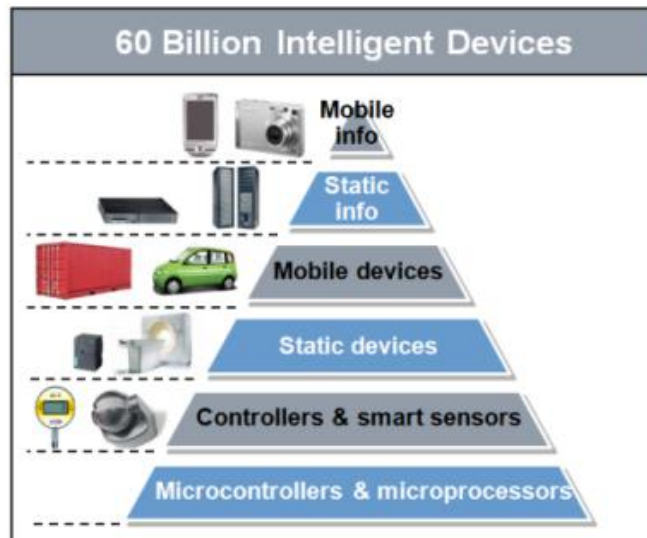 60 Billion Intelligent Devices
Mobile
info
Static
info
Mobile devices
Static devices
Controllers & smart sensors
Microcontrollers & microprocessors